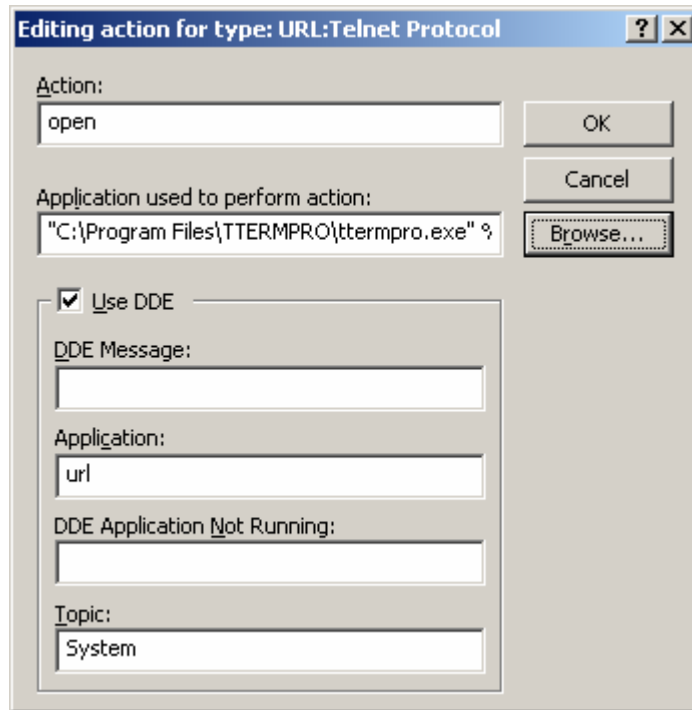 Editing action for type: URL:Telnet Protocol
Action:
open
OK
Cancel
Application used to perform action:
"C:\Program Files\TTERMPRO\ttermpro.exe" %
Browse...
Use DDE
DDE Message:
Application:
url
DDE Application Not Running:
Topic:
System